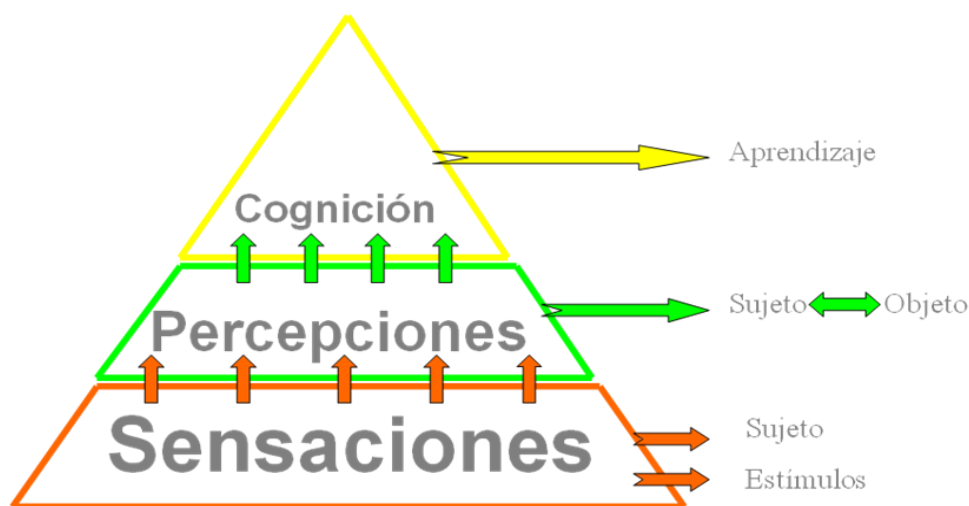 Aprendizaje
Cognición
Sujeto Objeto
Percepciones
Sujeto
Sensaciones
Estímulos